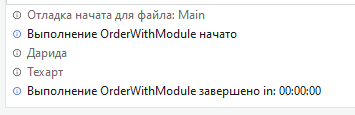 Отладка начата для файла: Main
Выполнение OrderWithModule начато
Дарида
Техарт
Выполнение OrderWithModule завершено in: 00:00:00